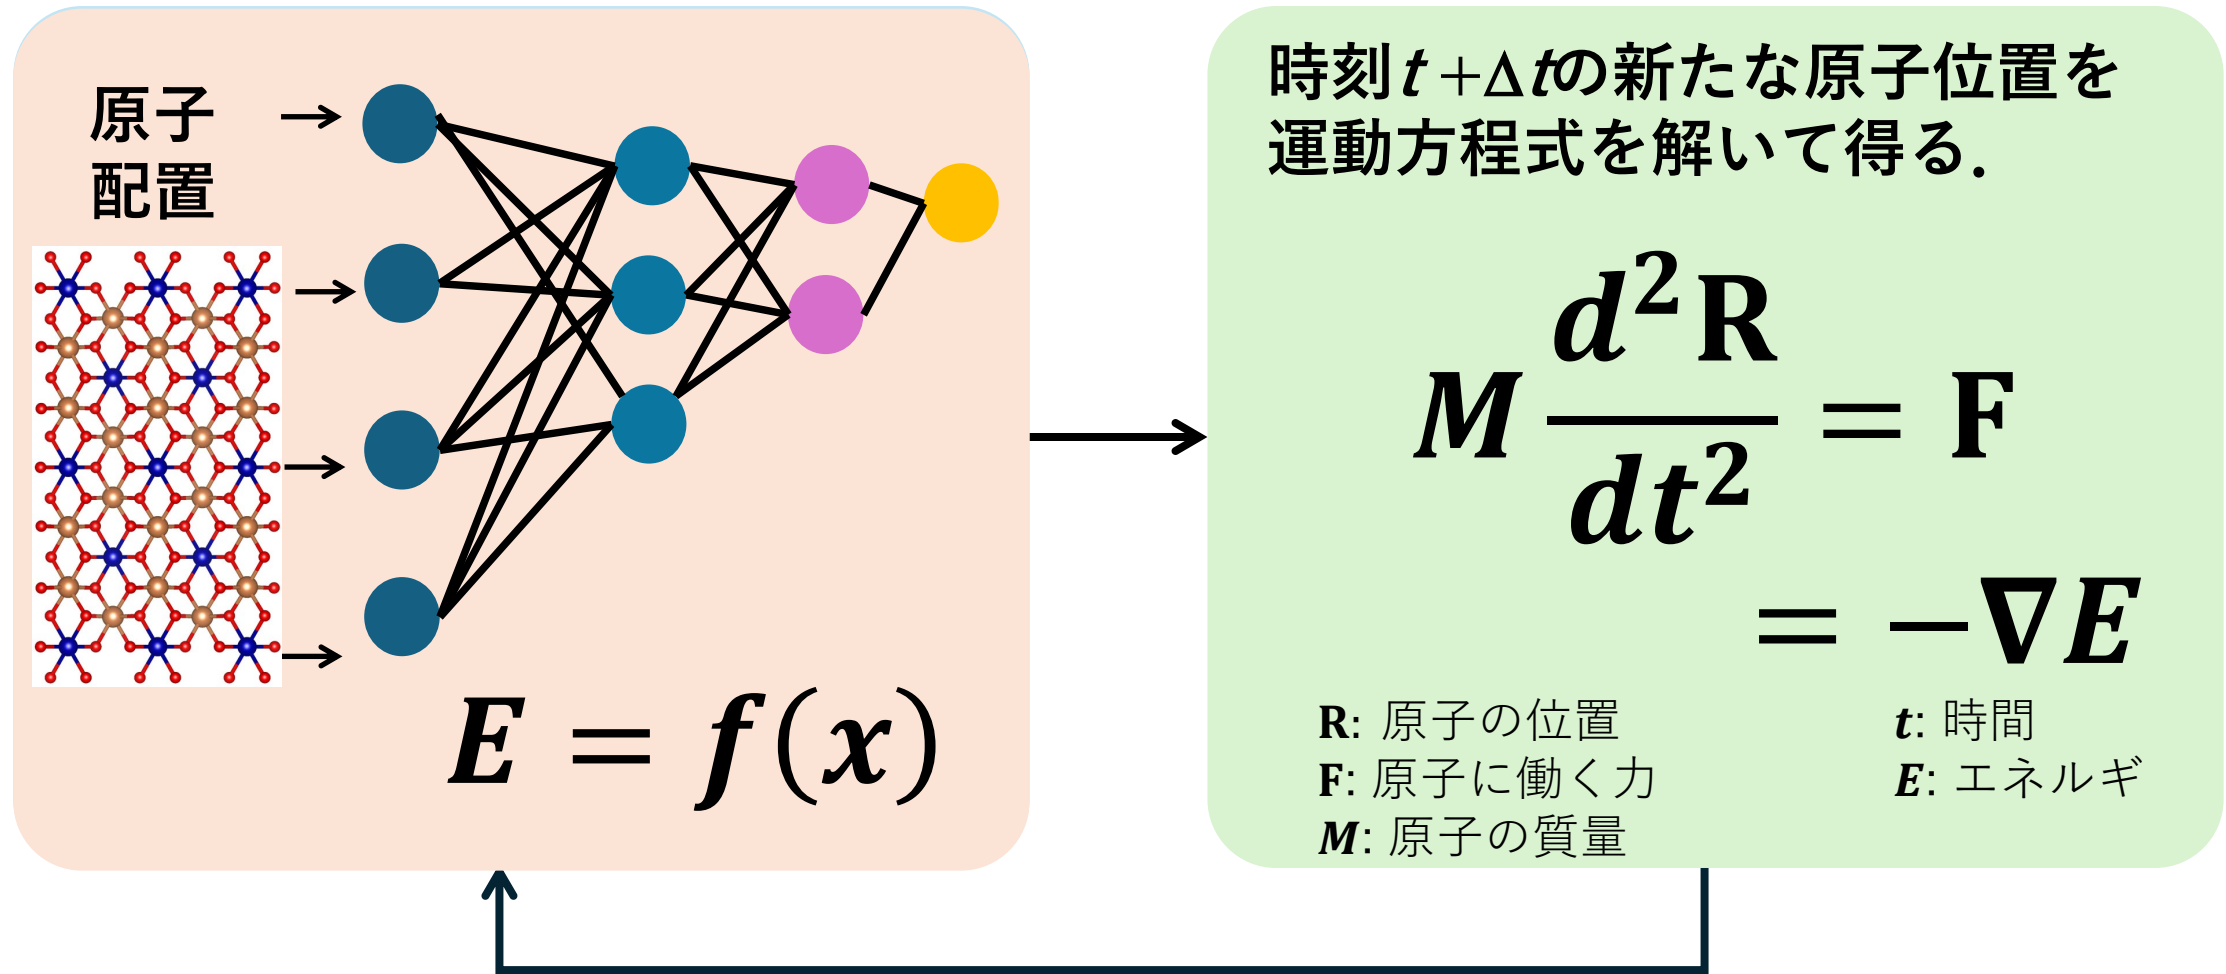 原子
配置
E = f(x)
時刻t +Δtの新たな原子位置を
運動方程式を解いて得る.
M d²R/dt² = F
= −∇E
R: 原子の位置
t: 時間
F: 原子に働く力
E: エネルギ
M: 原子の質量